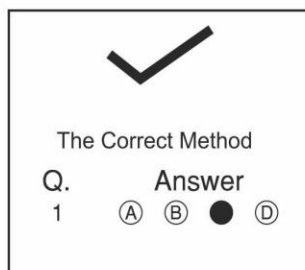 The Correct Method
Q. Answer
1 Ⓐ Ⓑ ● Ⓓ